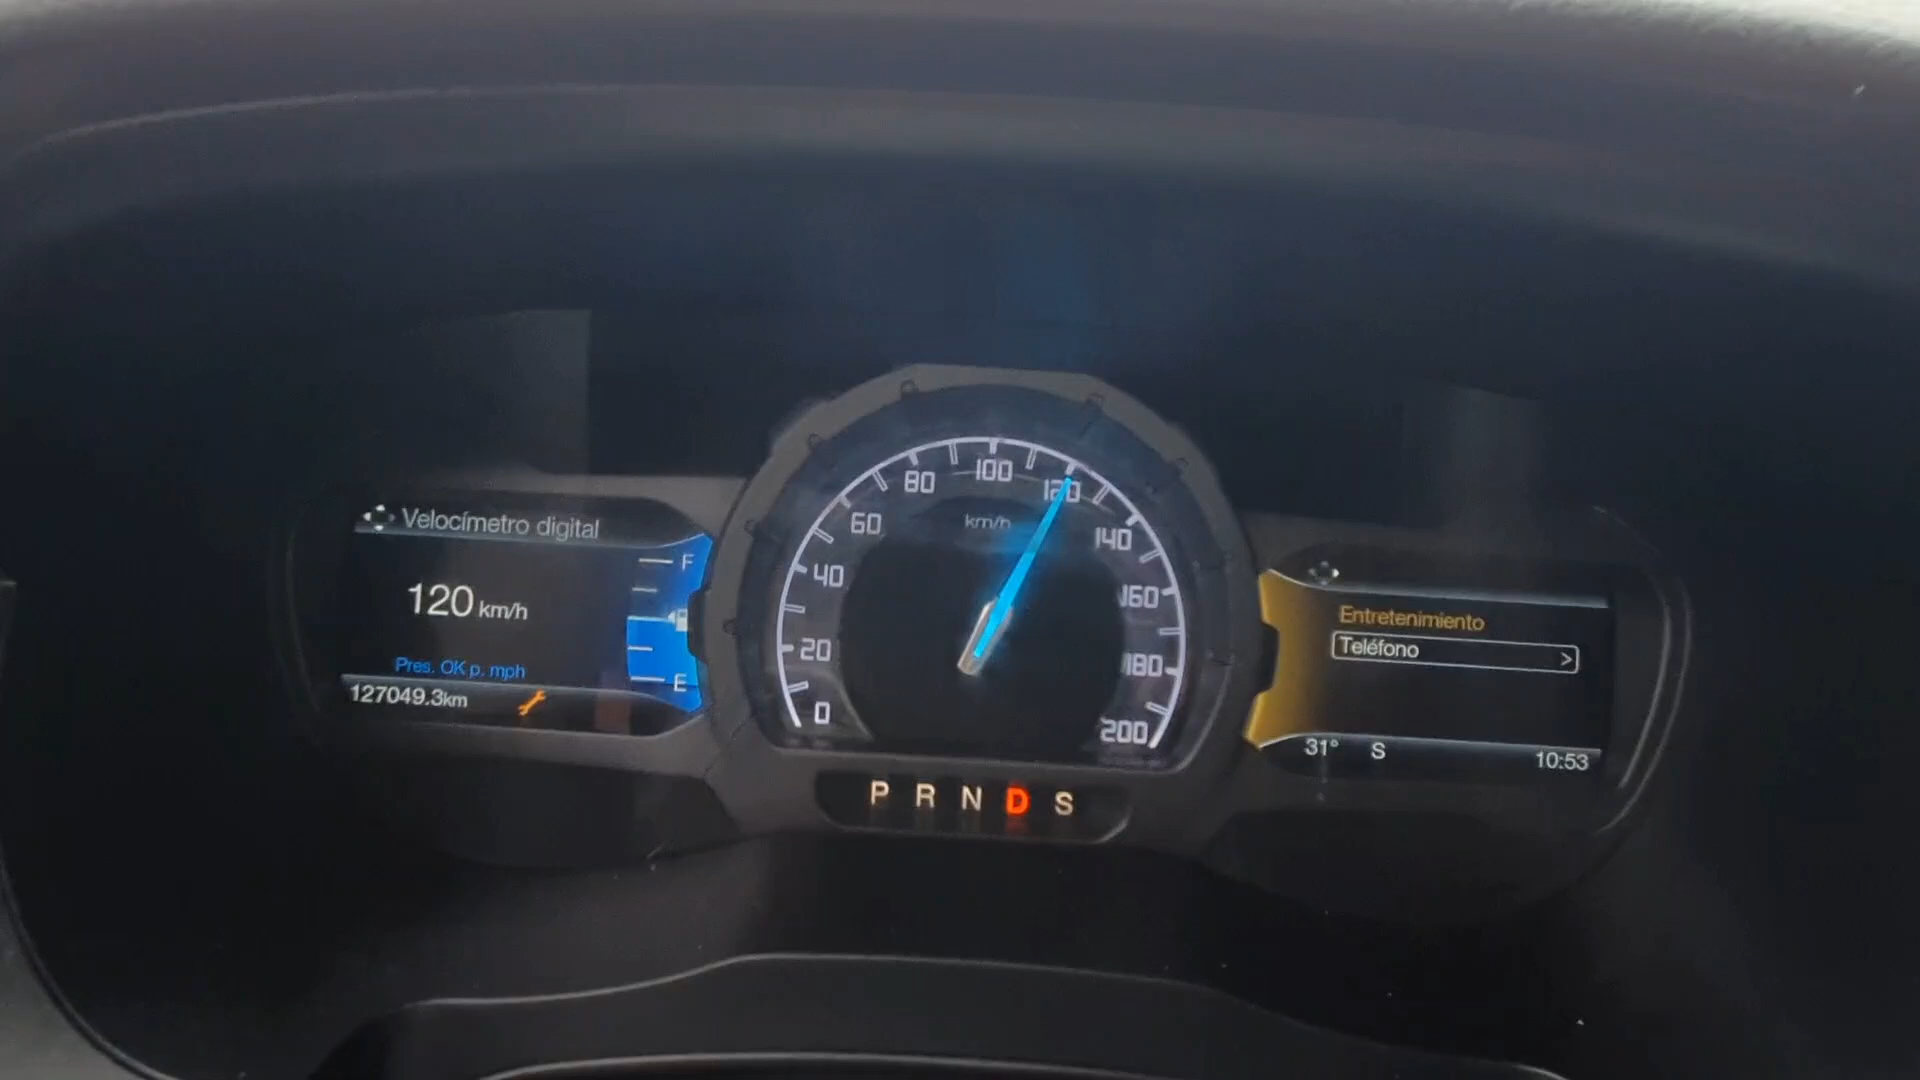 Velocímetro digital
120 km/h
Pres. OK p. mph
127049.3km
F
E
0
20
40
60
80
100
120
140
160
180
200
km/h
P R N D S
Entretenimiento
Teléfono >
31° S 10:53